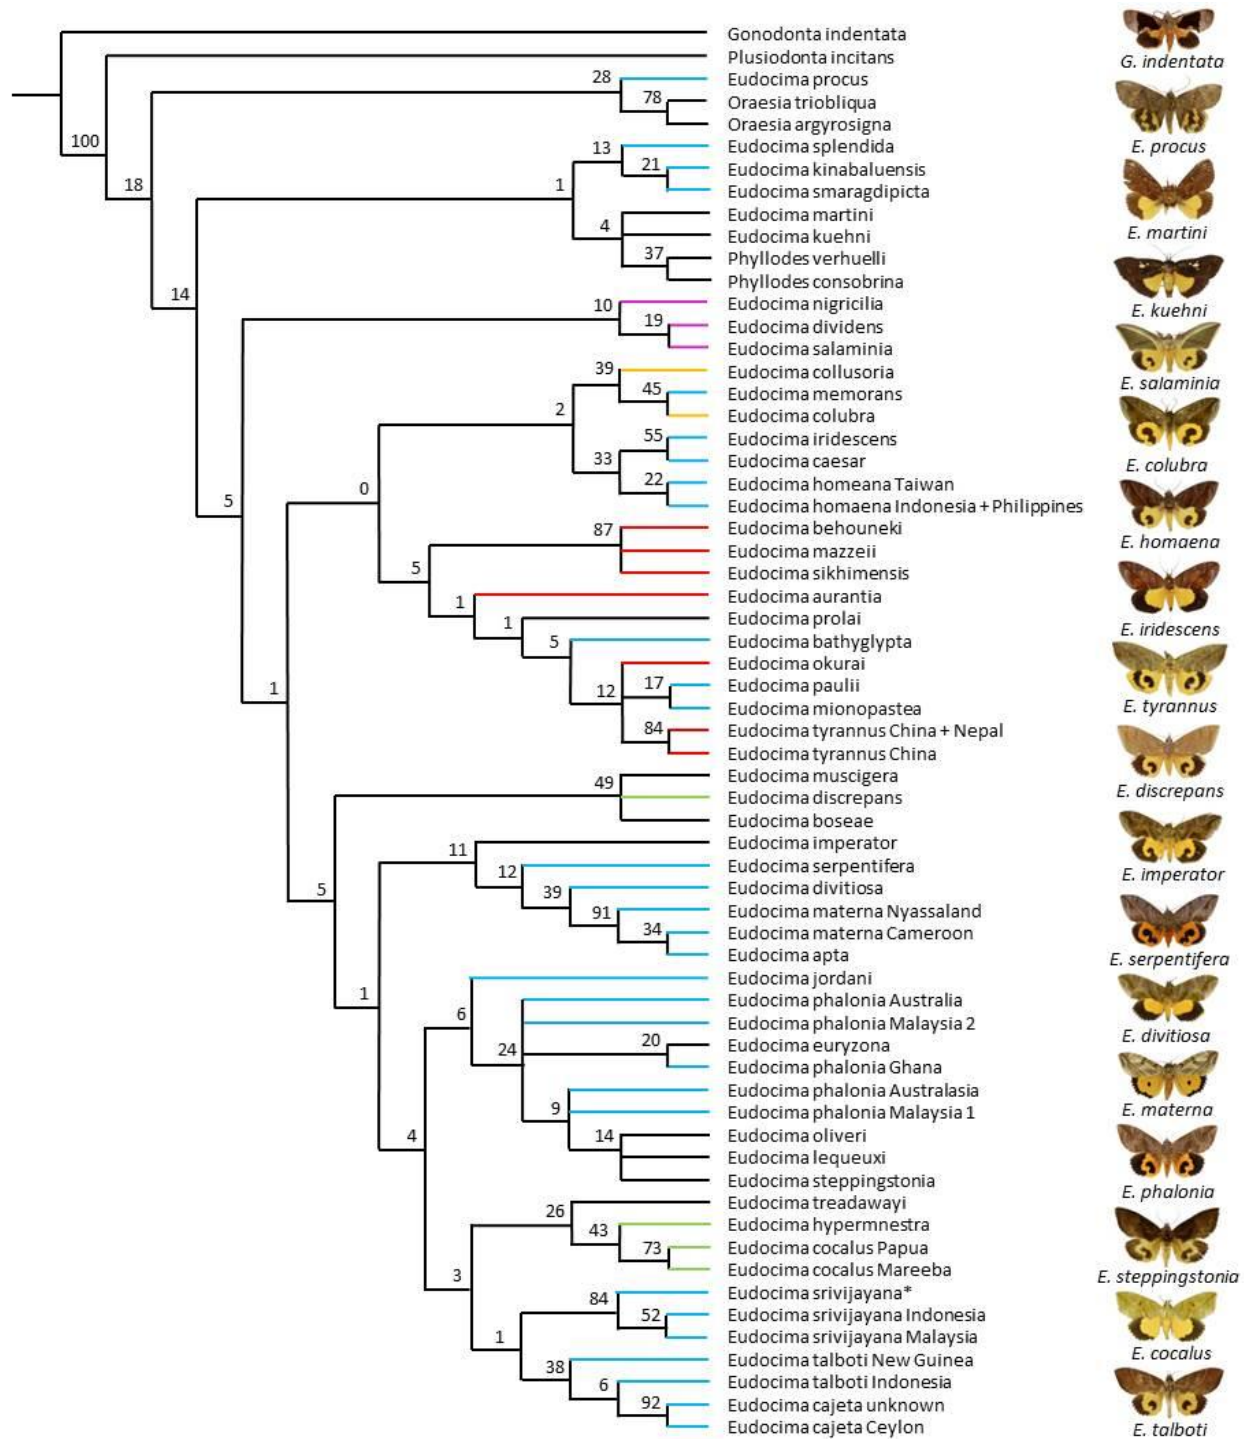 Gonodonta indentata
Plusiodonta incitans
28
Eudocima procus
78
Oraesia triobliqua
Oraesia argyrosigna
100
18
13
Eudocima splendida
21
Eudocima kinabaluensis
Eudocima smaragdipicta
1
4
Eudocima martini
Eudocima kuehni
37
Phyllodes verhuelli
Phyllodes consobrina
14
10
Eudocima nigricilia
19
Eudocima dividens
Eudocima salaminia
39
Eudocima collusoria
45
Eudocima memorans
Eudocima colubra
2
55
Eudocima iridescens
Eudocima caesar
33
22
Eudocima homeana Taiwan
Eudocima homaena Indonesia + Philippines
5
0
87
Eudocima behouneki
Eudocima mazzeii
Eudocima sikhimensis
5
1
Eudocima aurantia
1
Eudocima prolai
5
Eudocima bathyglypta
12
Eudocima okurai
17
Eudocima paulii
Eudocima mionopastea
84
Eudocima tyrannus China + Nepal
Eudocima tyrannus China
1
49
Eudocima muscigera
Eudocima discrepans
Eudocima boseae
5
11
Eudocima imperator
12
Eudocima serpentifera
39
Eudocima divitiosa
91
Eudocima materna Nyassaland
34
Eudocima materna Cameroon
Eudocima apta
1
6
Eudocima jordani
24
Eudocima phalonia Australia
Eudocima phalonia Malaysia 2
20
Eudocima euryzona
Eudocima phalonia Ghana
9
Eudocima phalonia Australasia
Eudocima phalonia Malaysia 1
14
Eudocima oliveri
Eudocima lequeuxi
Eudocima steppingstonia
4
26
Eudocima treadawayi
43
Eudocima hypermnestra
73
Eudocima cocalus Papua
Eudocima cocalus Mareeba
3
84
Eudocima srivijayana*
52
Eudocima srivijayana Indonesia
Eudocima srivijayana Malaysia
1
38
Eudocima talboti New Guinea
6
Eudocima talboti Indonesia
92
Eudocima cajeta unknown
Eudocima cajeta Ceylon
G. indentata
E. procus
E. martini
E. kuehni
E. salaminia
E. colubra
E. homaena
E. iridescens
E. tyrannus
E. discrepans
E. imperator
E. serpentifera
E. divitiosa
E. materna
E. phalonia
E. steppingstonia
E. cocalus
E. talboti